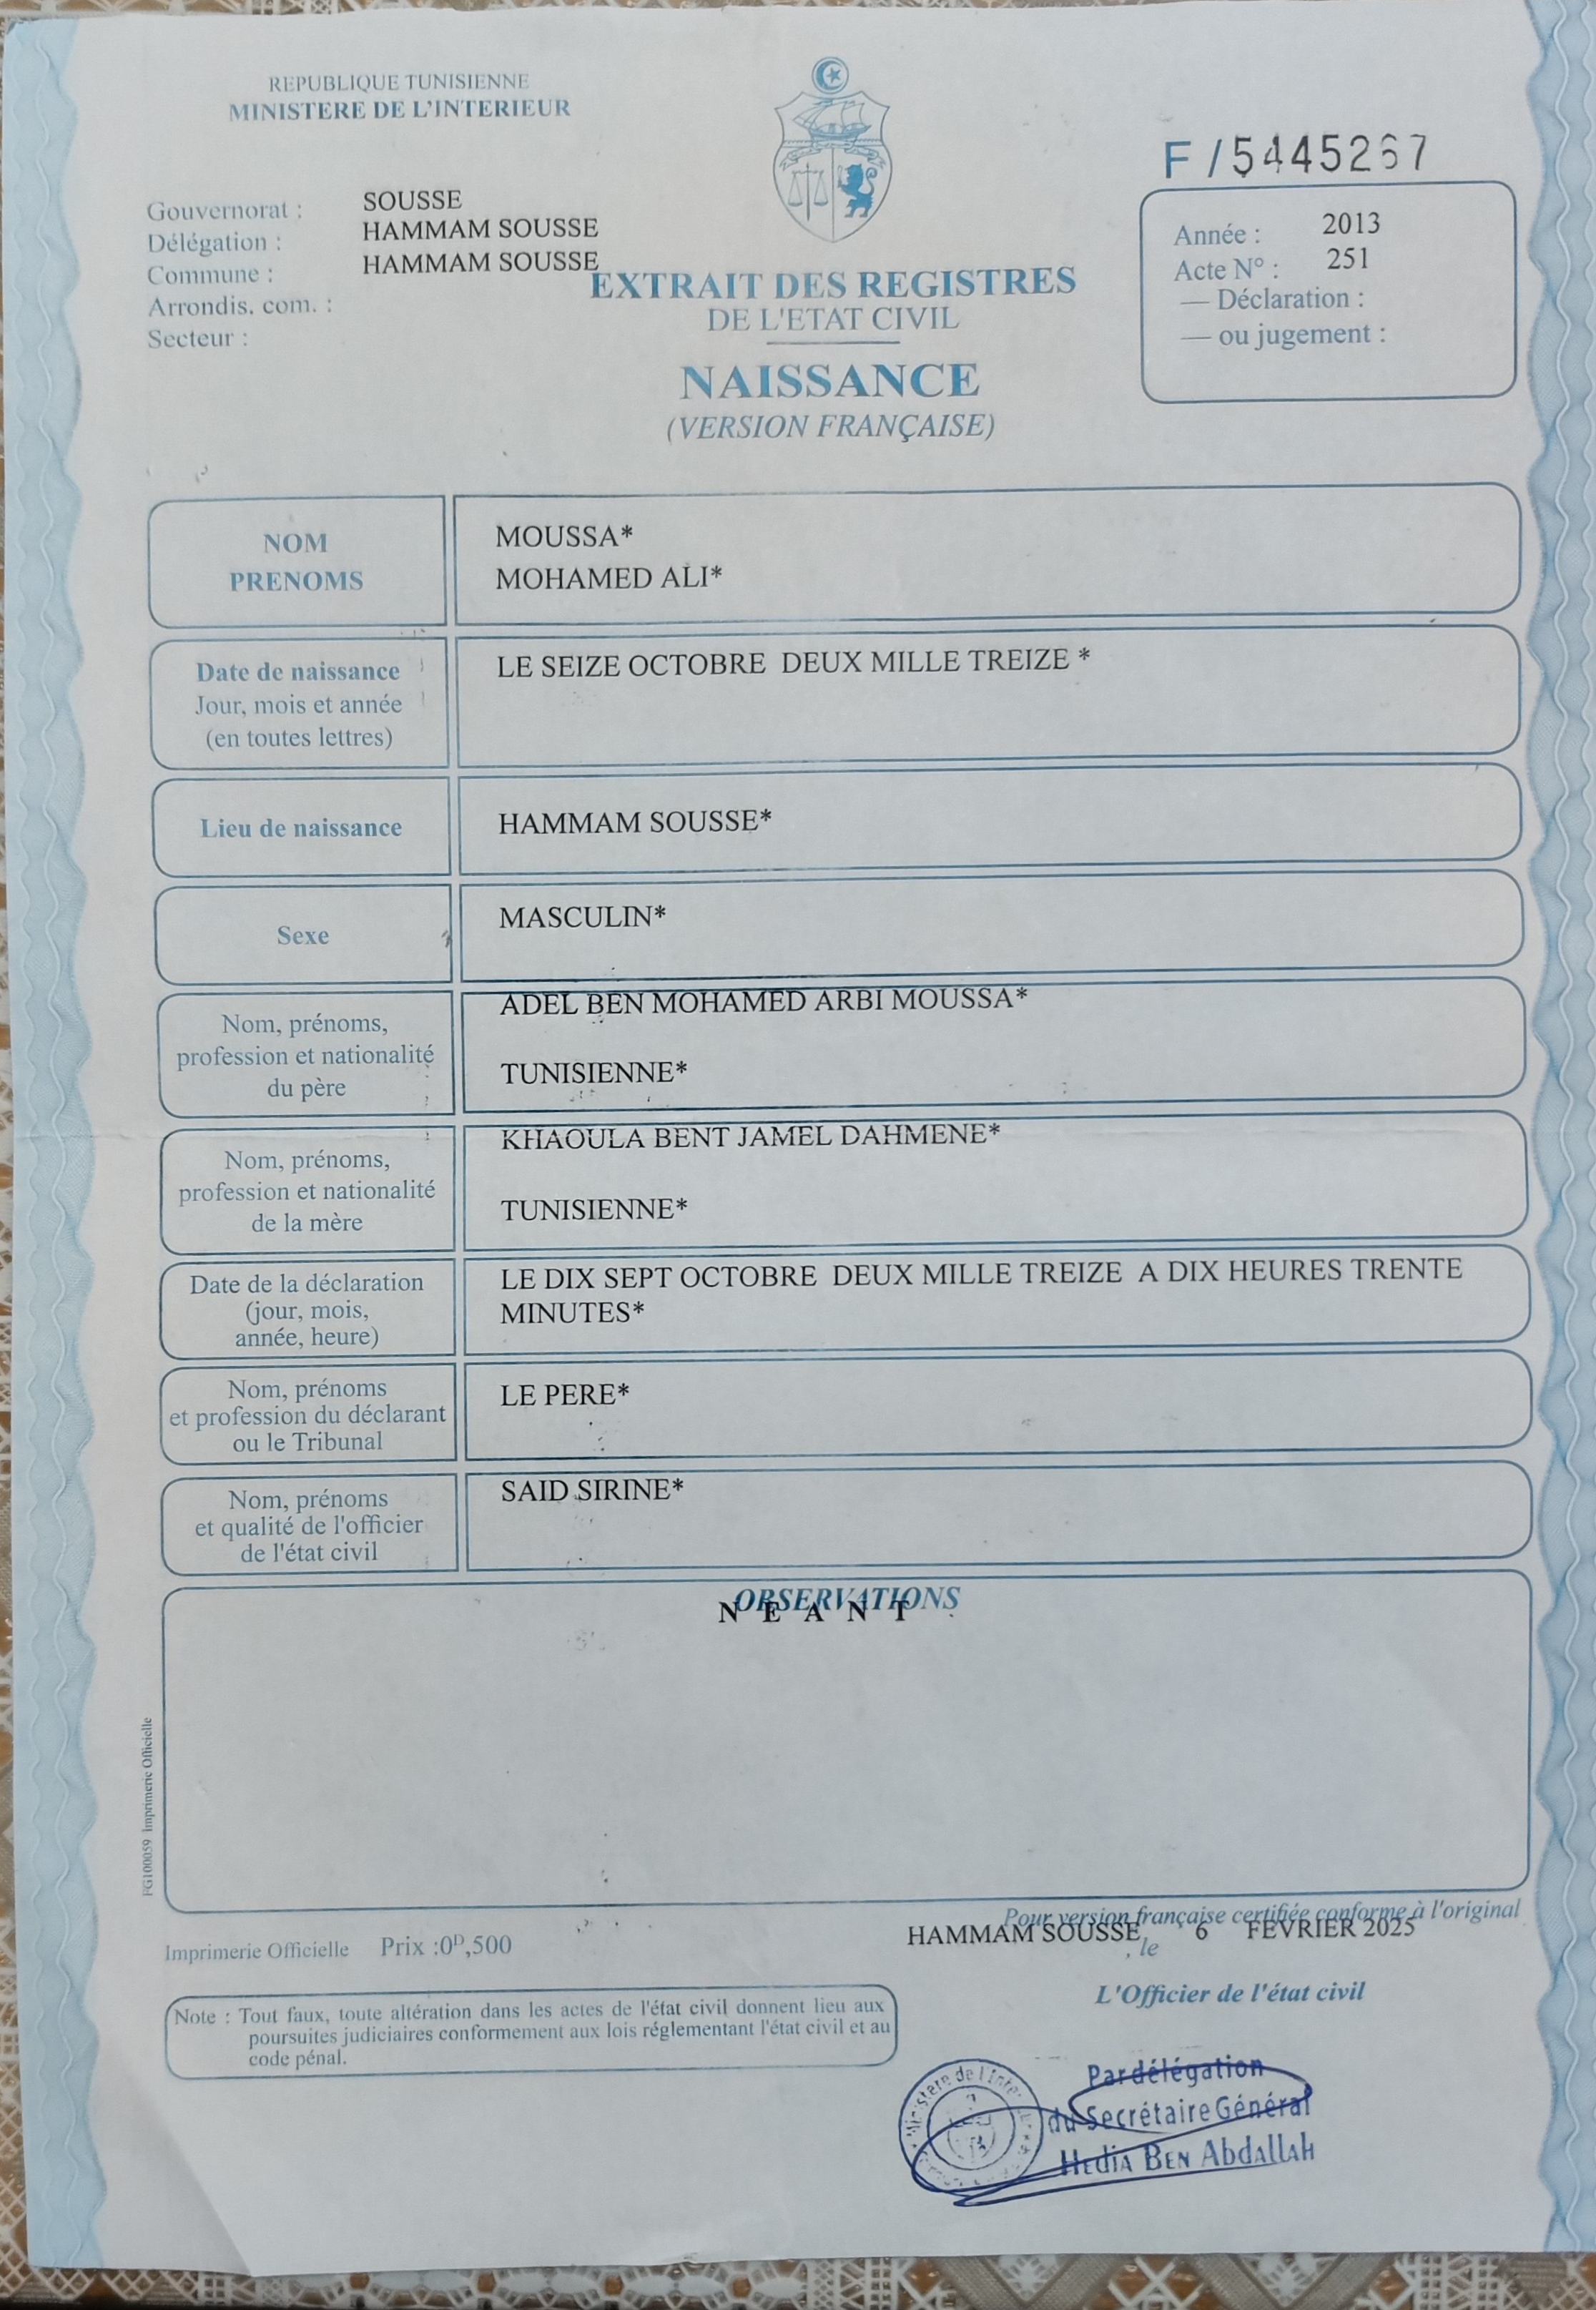 REPUBLIQUE TUNISIENNE
MINISTERE DE L'INTERIEUR
F / 5445267
Gouvernorat : SOUSSE
Délégation : HAMMAM SOUSSE
Commune : HAMMAM SOUSSE
Arrondis. com. :
Secteur :
Année : 2013
Acte N° : 251
— Déclaration :
— ou jugement :
EXTRAIT DES REGISTRES
DE L'ETAT CIVIL
NAISSANCE
(VERSION FRANÇAISE)
NOM
PRENOMS
MOUSSA*
MOHAMED ALI*
Date de naissance
Jour, mois et année
(en toutes lettres)
LE SEIZE OCTOBRE DEUX MILLE TREIZE *
Lieu de naissance
HAMMAM SOUSSE*
Sexe
MASCULIN*
Nom, prénoms,
profession et nationalité
du père
ADEL BEN MOHAMED ARBI MOUSSA*
TUNISIENNE*
Nom, prénoms,
profession et nationalité
de la mère
KHAOULA BENT JAMEL DAHMENE*
TUNISIENNE*
Date de la déclaration
(jour, mois,
année, heure)
LE DIX SEPT OCTOBRE DEUX MILLE TREIZE A DIX HEURES TRENTE
MINUTES*
Nom, prénoms
et profession du déclarant
ou le Tribunal
LE PERE*
Nom, prénoms
et qualité de l'officier
de l'état civil
SAID SIRINE*
OBSERVATIONS
N E A N T
FG100059 Imprimerie Officielle
Pour version française certifiée conforme à l'original
HAMMAM SOUSSE, le 6 FEVRIER 2025
Imprimerie Officielle Prix :0ᴰ,500
L'Officier de l'état civil
Note : Tout faux, toute altération dans les actes de l'état civil donnent lieu aux
poursuites judiciaires conformement aux lois réglementant l'état civil et au
code pénal.
Par délégation
du Secrétaire Général
Hedia Ben Abdallah